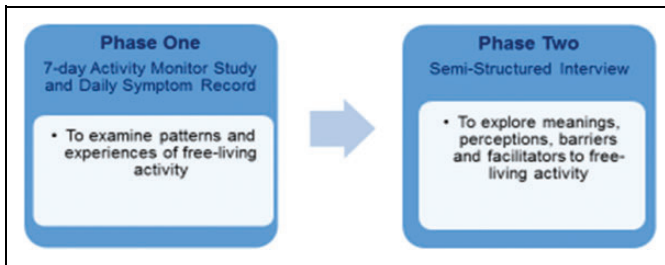 Phase One
7-day Activity Monitor Study
and Daily Symptom Record
• To examine patterns and
experiences of free-living
activity
Phase Two
Semi-Structured Interview
• To explore meanings,
perceptions, barriers
and facilitators to free-
living activity